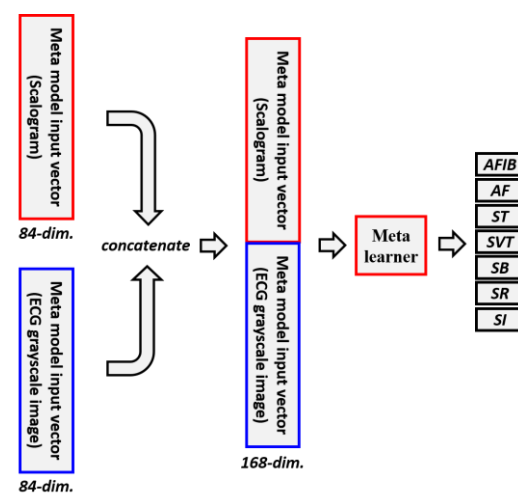 Meta model input vector
(Scalogram)
84-dim.
concatenate
Meta model input vector
(ECG grayscale image)
84-dim.
Meta model input vector
(Scalogram)
Meta model input vector
(ECG grayscale image)
168-dim.
Meta
learner
AFIB
AF
ST
SVT
SB
SR
SI